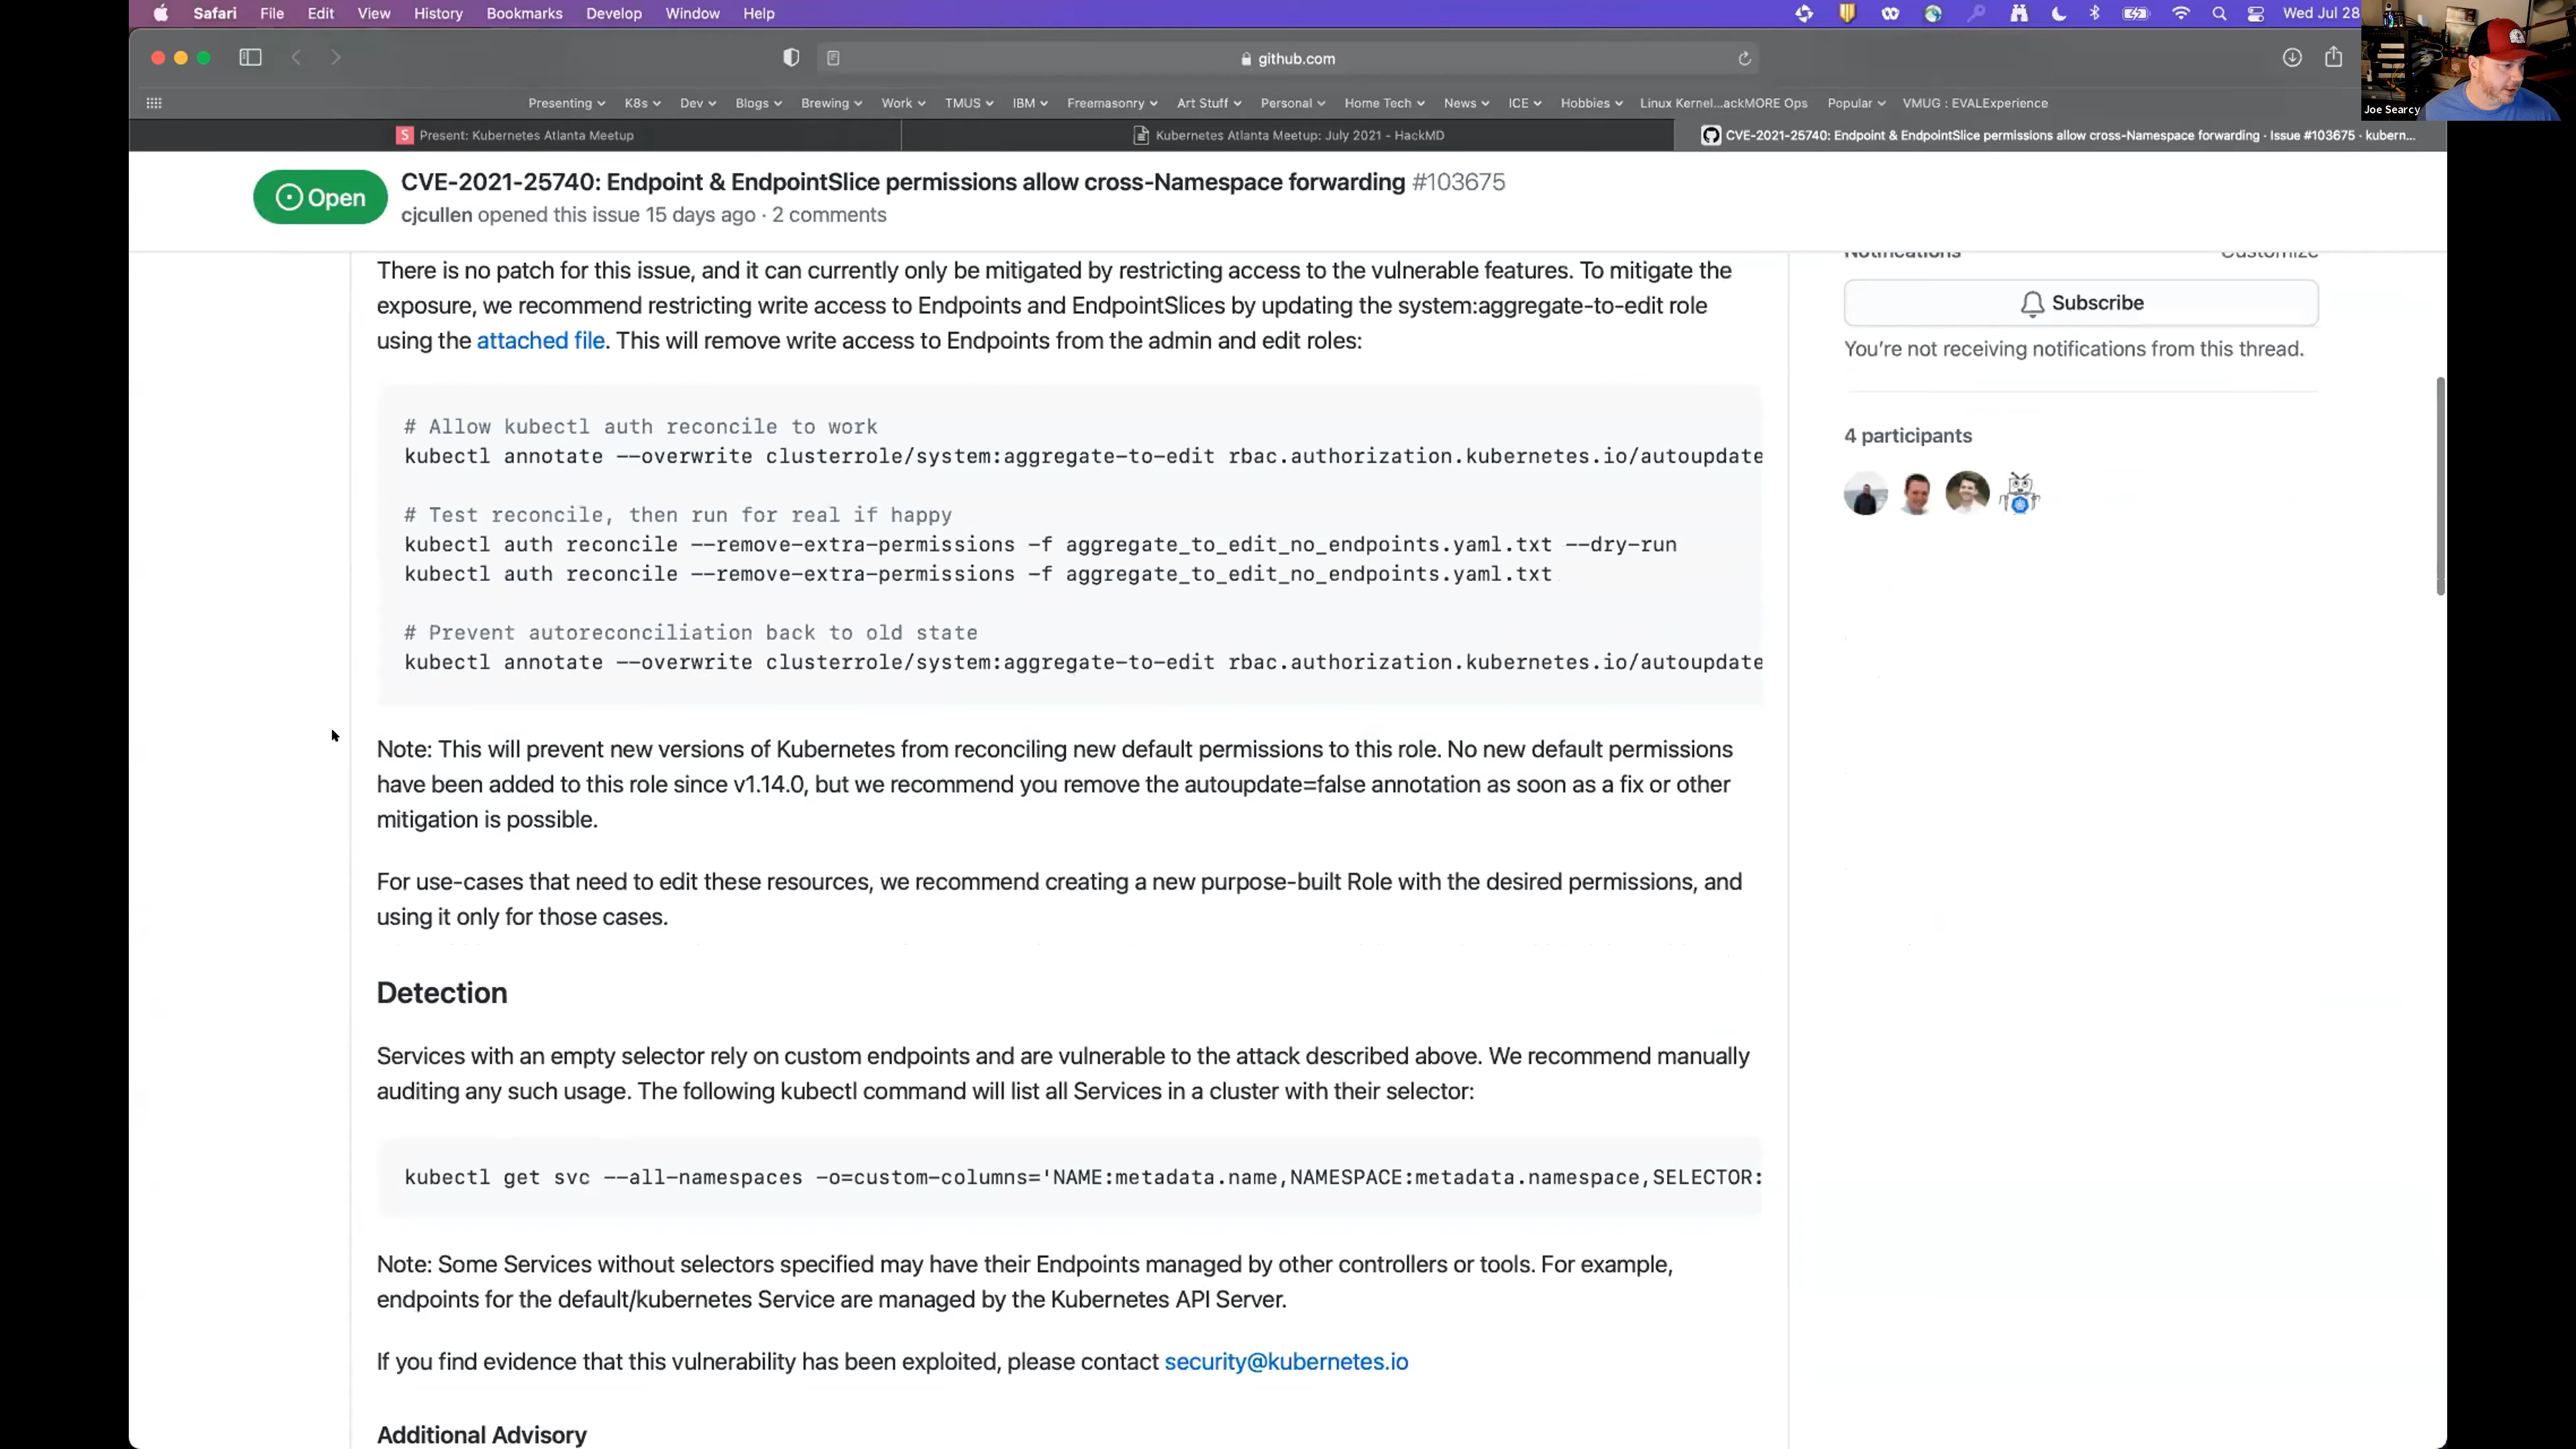 Safari File Edit View History Bookmarks Develop Window Help
Wed Jul 28
github.com
Presenting K8s Dev Blogs Brewing Work TMUS IBM Freemasonry Art Stuff Personal Home Tech News ICE Hobbies Linux Kernel...ackMORE Ops Popular VMUG : EVALExperience
Joe Searcy
S Present: Kubernetes Atlanta Meetup
Kubernetes Atlanta Meetup: July 2021 - HackMD
CVE-2021-25740: Endpoint & EndpointSlice permissions allow cross-Namespace forwarding · Issue #103675 · kubern...
Open
CVE-2021-25740: Endpoint & EndpointSlice permissions allow cross-Namespace forwarding #103675
cjcullen opened this issue 15 days ago · 2 comments
There is no patch for this issue, and it can currently only be mitigated by restricting access to the vulnerable features. To mitigate the
exposure, we recommend restricting write access to Endpoints and EndpointSlices by updating the system:aggregate-to-edit role
using the attached file. This will remove write access to Endpoints from the admin and edit roles:
# Allow kubectl auth reconcile to work
kubectl annotate --overwrite clusterrole/system:aggregate-to-edit rbac.authorization.kubernetes.io/autoupdate
# Test reconcile, then run for real if happy
kubectl auth reconcile --remove-extra-permissions -f aggregate_to_edit_no_endpoints.yaml.txt --dry-run
kubectl auth reconcile --remove-extra-permissions -f aggregate_to_edit_no_endpoints.yaml.txt
# Prevent autoreconciliation back to old state
kubectl annotate --overwrite clusterrole/system:aggregate-to-edit rbac.authorization.kubernetes.io/autoupdate
Note: This will prevent new versions of Kubernetes from reconciling new default permissions to this role. No new default permissions
have been added to this role since v1.14.0, but we recommend you remove the autoupdate=false annotation as soon as a fix or other
mitigation is possible.
For use-cases that need to edit these resources, we recommend creating a new purpose-built Role with the desired permissions, and
using it only for those cases.
Detection
Services with an empty selector rely on custom endpoints and are vulnerable to the attack described above. We recommend manually
auditing any such usage. The following kubectl command will list all Services in a cluster with their selector:
kubectl get svc --all-namespaces -o=custom-columns='NAME:metadata.name,NAMESPACE:metadata.namespace,SELECTOR:
Note: Some Services without selectors specified may have their Endpoints managed by other controllers or tools. For example,
endpoints for the default/kubernetes Service are managed by the Kubernetes API Server.
If you find evidence that this vulnerability has been exploited, please contact security@kubernetes.io
Additional Advisory
Notifications Customize
Subscribe
You're not receiving notifications from this thread.
4 participants